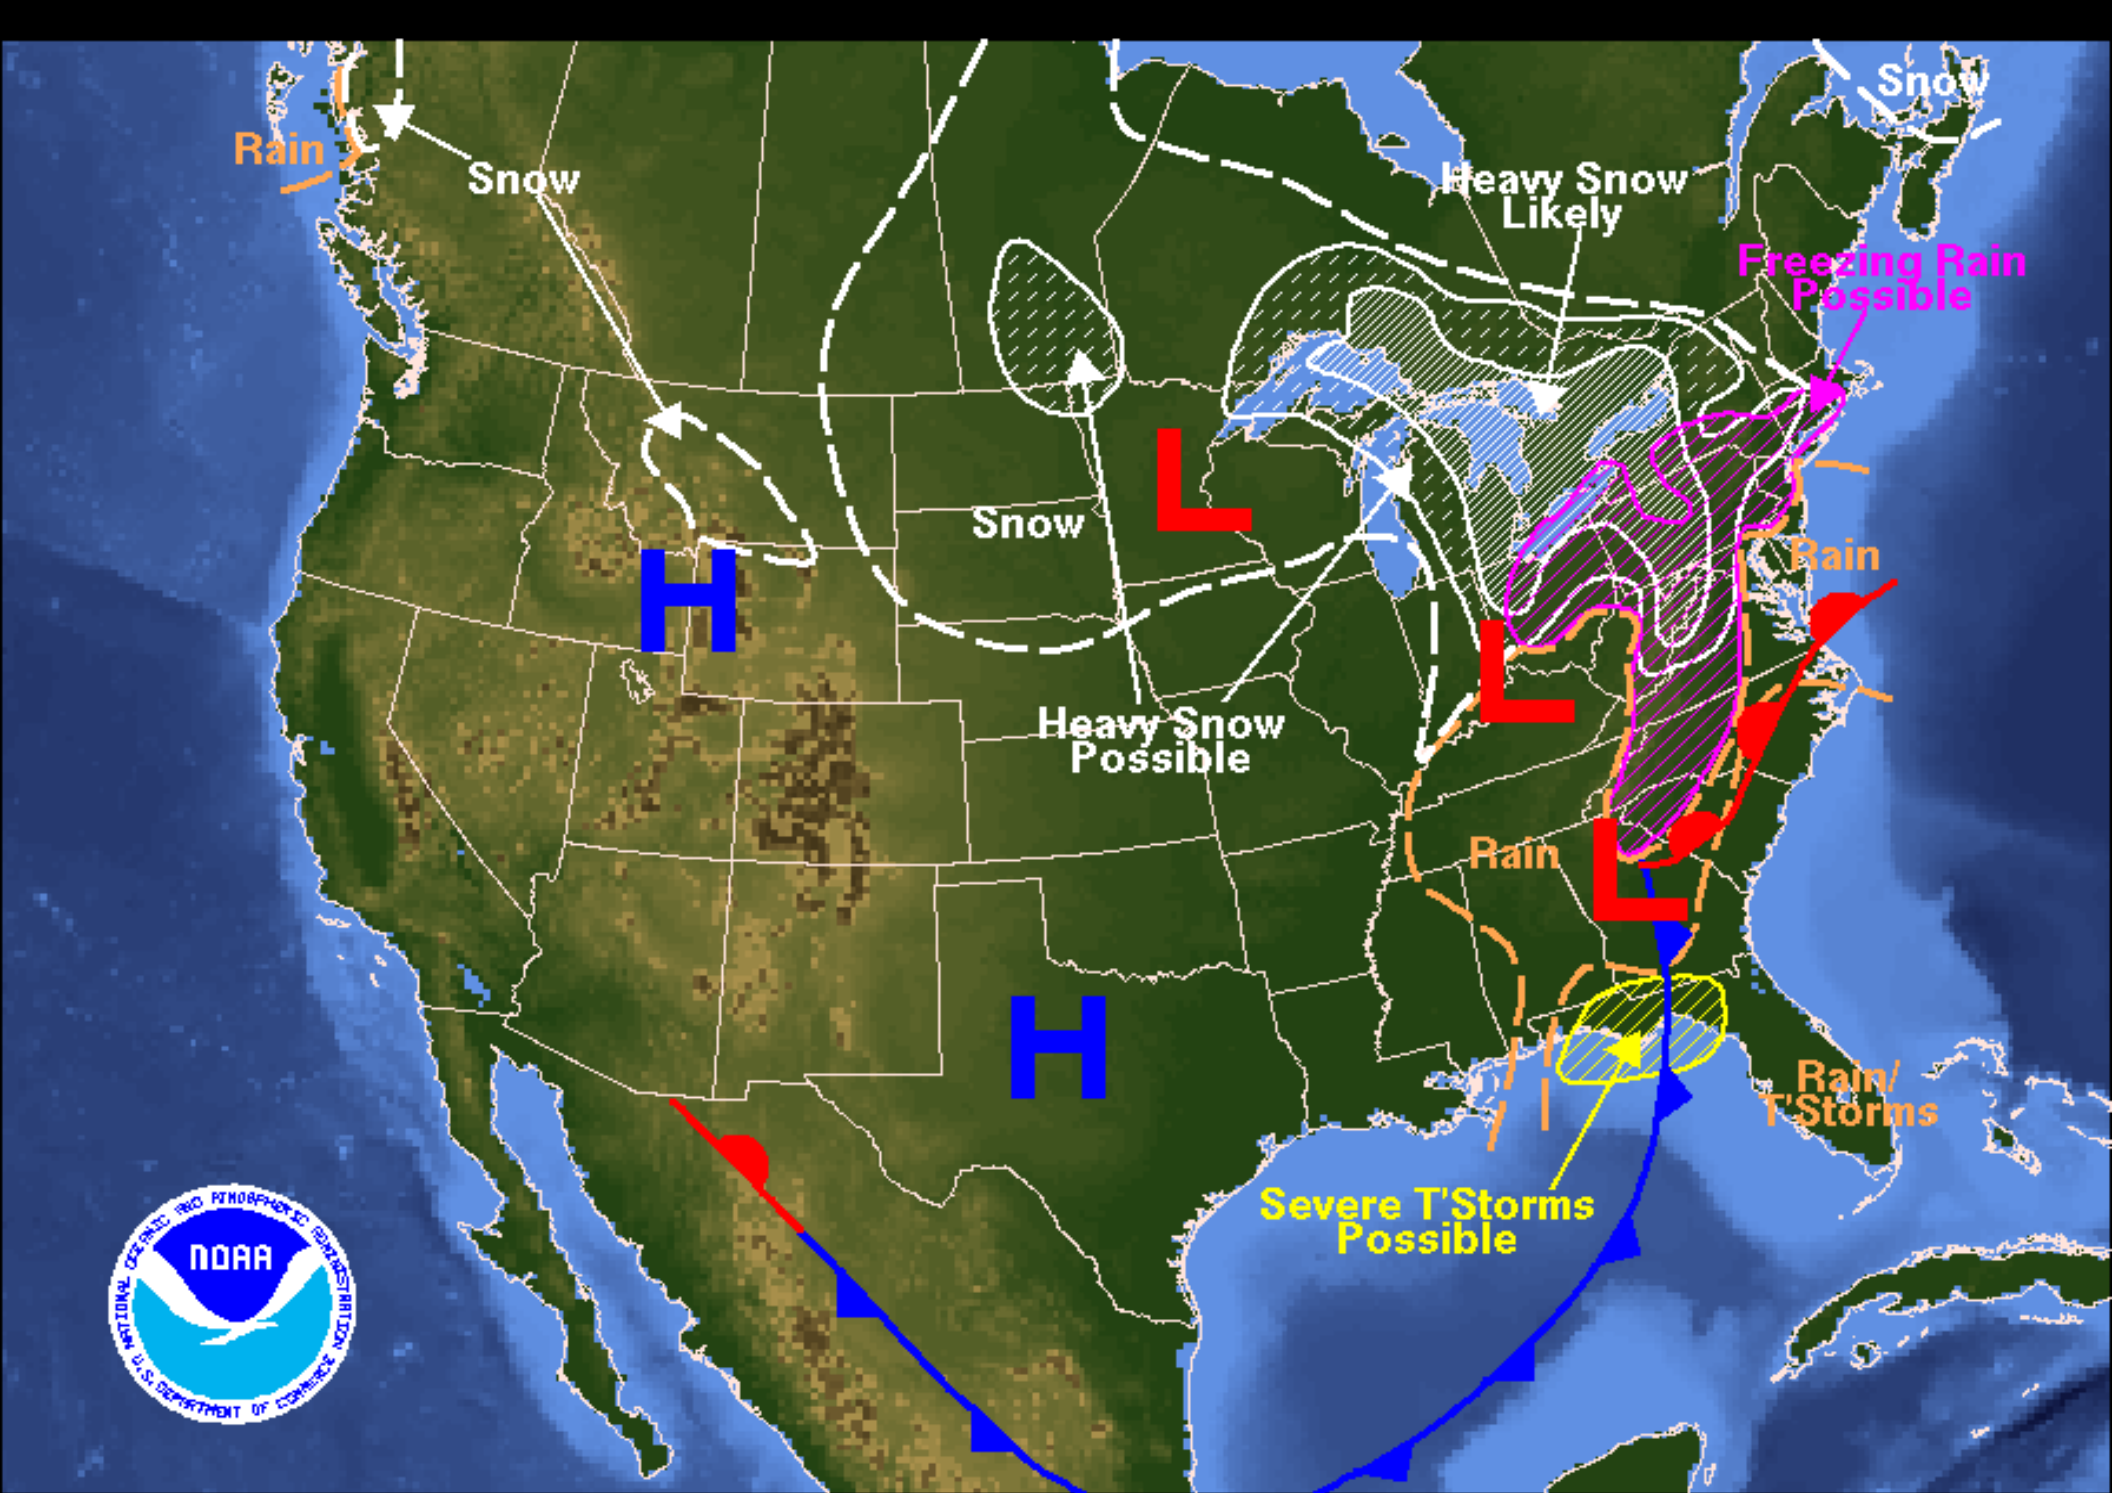 Snow
Rain
Snow
Heavy Snow
Likely
Freezing Rain
Possible
L
Snow
H
Rain
L
Heavy Snow
Possible
Rain
L
H
Rain/
T'Storms
Severe T'Storms
Possible
NATIONAL OCEANIC AND ATMOSPHERIC ADMINISTRATION
NOAA
U.S. DEPARTMENT OF COMMERCE